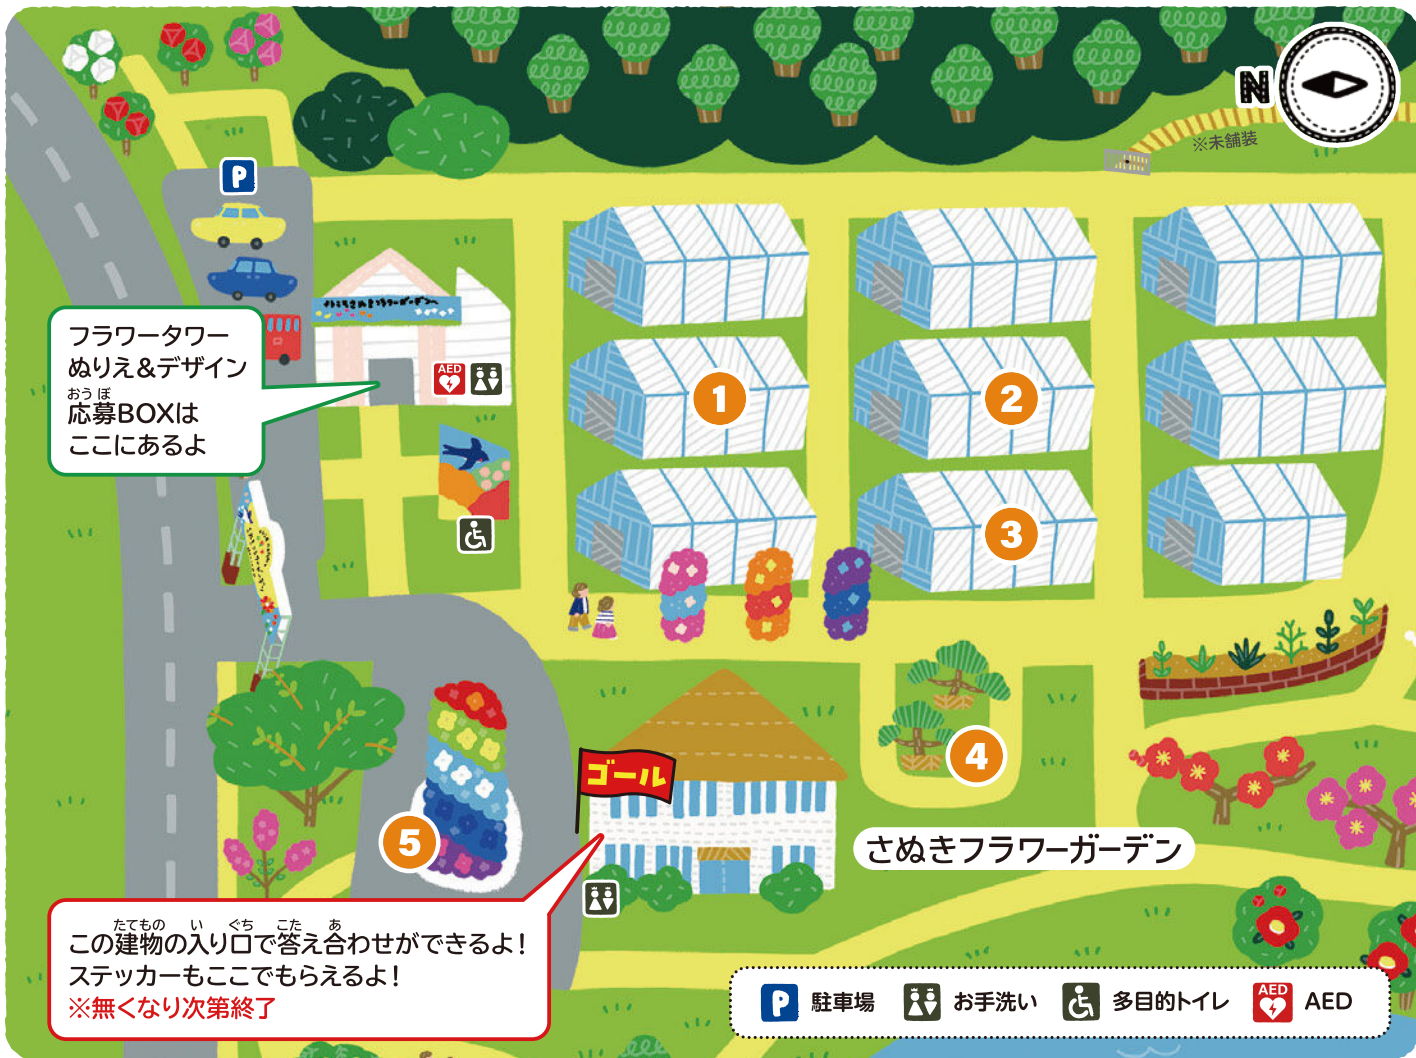 P
N
※未舗装
フラワータワー
ぬりえ&デザイン
おうぼ
応募BOXは
ここにあるよ
AED
1
2
3
ゴール
4
5
さぬきフラワーガーデン
たてもの い ぐち こた あ
この建物の入り口で答え合わせができるよ!
ステッカーもここでもらえるよ!
※無くなり次第終了
P 駐車場 お手洗い 多目的トイレ AED AED